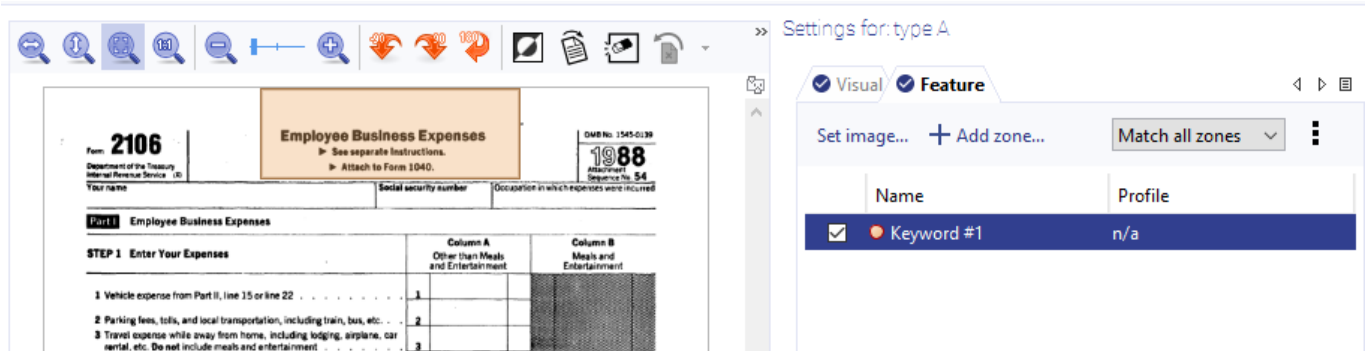 Settings for: type A
1:1
90
90
180
Visual
Feature
Set image...
+ Add zone...
Match all zones
Name
Profile
Keyword #1
n/a
Form 2106
Department of the Treasury
Internal Revenue Service
Employee Business Expenses
► See separate Instructions.
► Attach to Form 1040.
OMB No. 1545-0139
1988
Attachment
Sequence No. 54
Your name
Social security number
Occupation in which expenses were incurred
Part I Employee Business Expenses
STEP 1 Enter Your Expenses
Column A
Other than Meals
and Entertainment
Column B
Meals and
Entertainment
1 Vehicle expense from Part II, line 15 or line 22 . . . . . . . . . 1
2 Parking fees, tolls, and local transportation, including train, bus, etc. . . 2
3 Travel expense while away from home, including lodging, airplane, car
rental, etc. Do not include meals and entertainment . . . . . . . 3